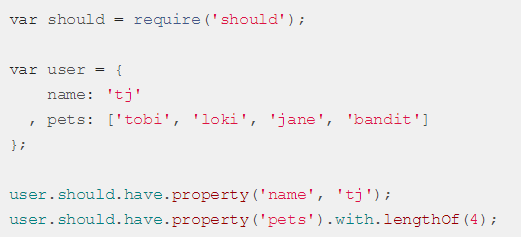 var should = require('should');
var user = {
name: 'tj'
, pets: ['tobi', 'loki', 'jane', 'bandit']
};
user.should.have.property('name', 'tj');
user.should.have.property('pets').with.lengthOf(4);